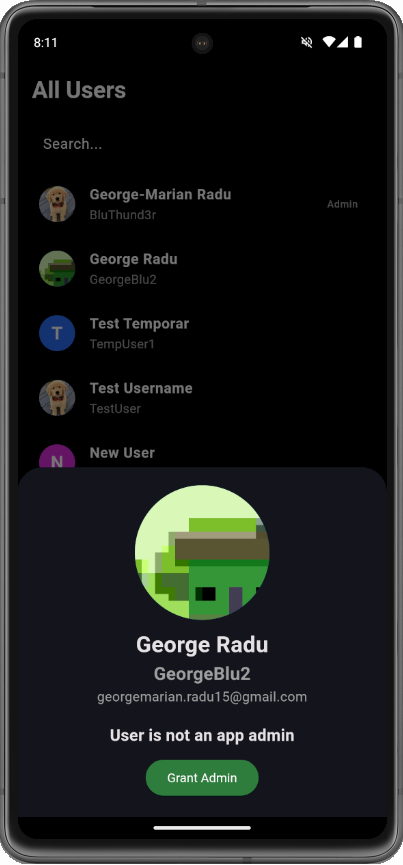 8:11
All Users
Search...
George-Marian Radu
BluThund3r
Admin
George Radu
GeorgeBlu2
T
Test Temporar
TempUser1
Test Username
TestUser
N
New User
George Radu
GeorgeBlu2
georgemarian.radu15@gmail.com
User is not an app admin
Grant Admin